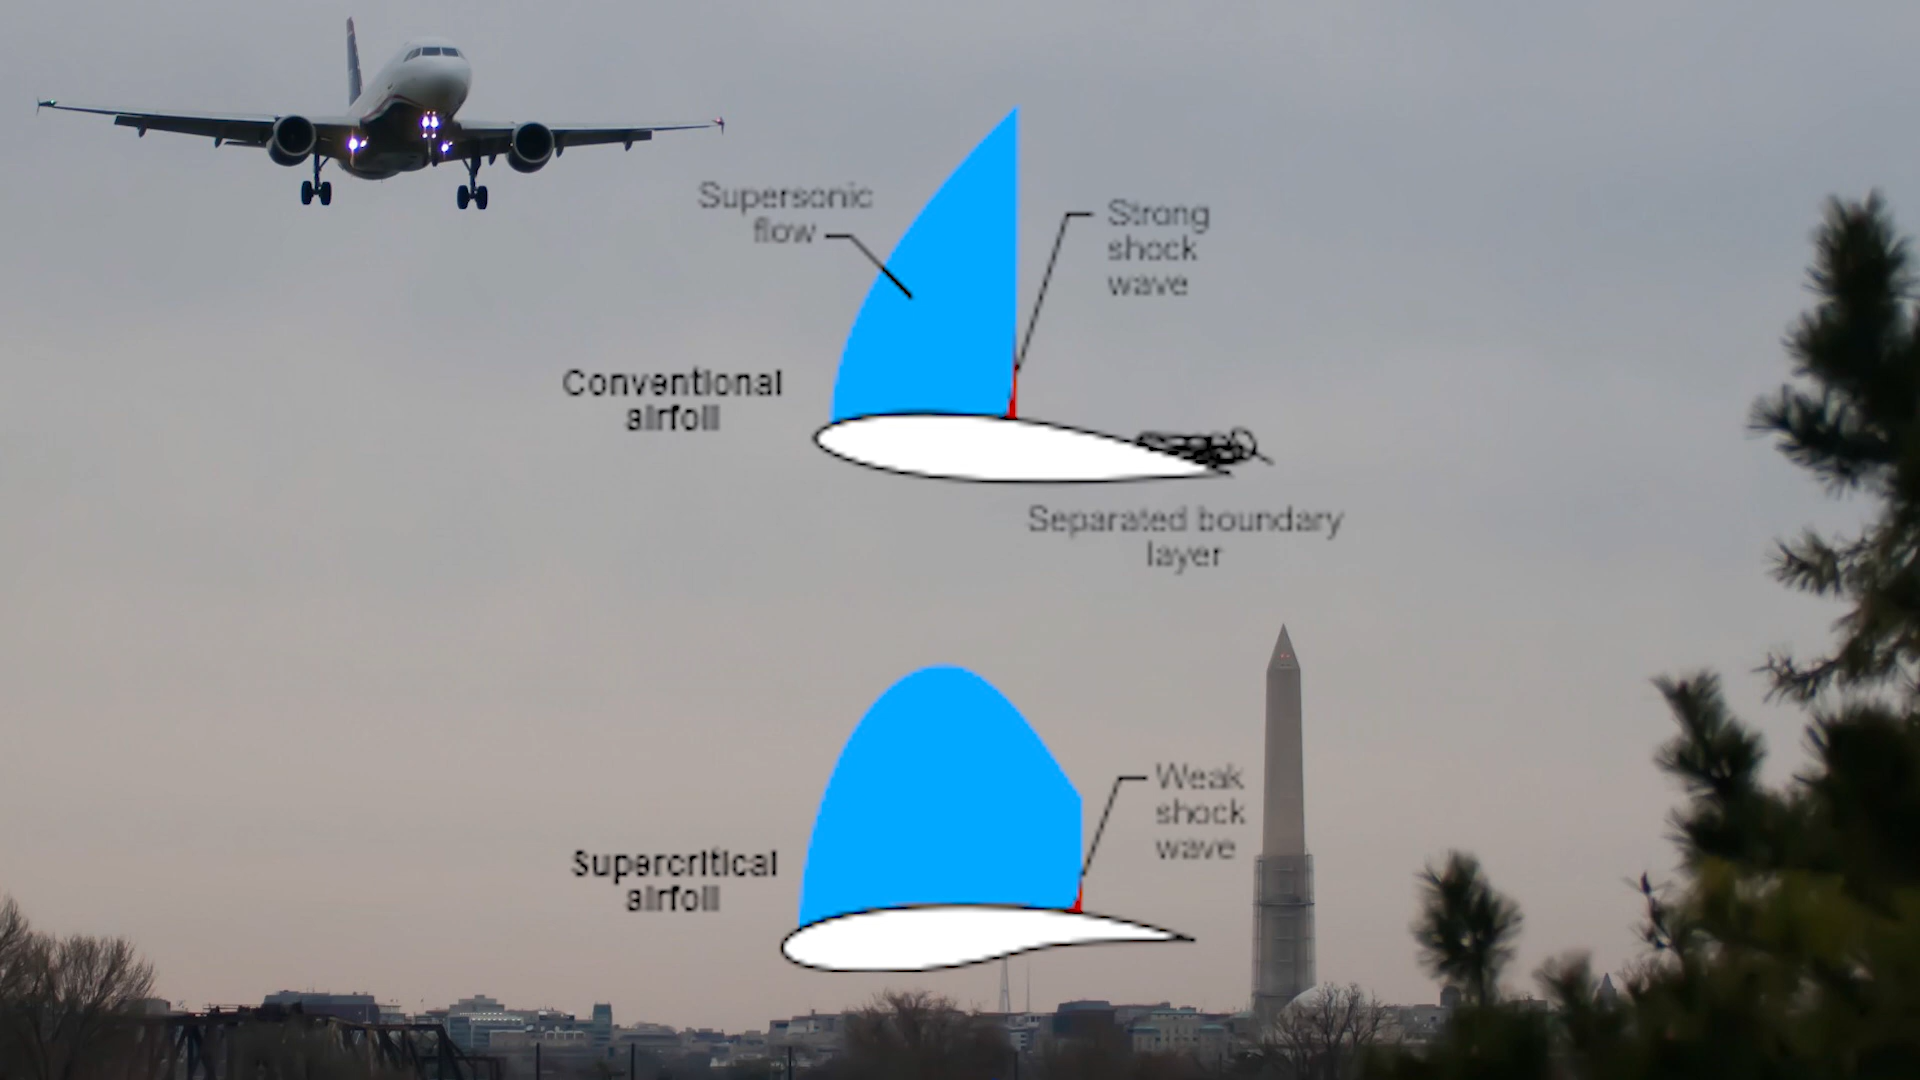 Supersonic
flow
Strong
shock
wave
Conventional
airfoil
Separated boundary
layer
Weak
shock
wave
Supercritical
airfoil